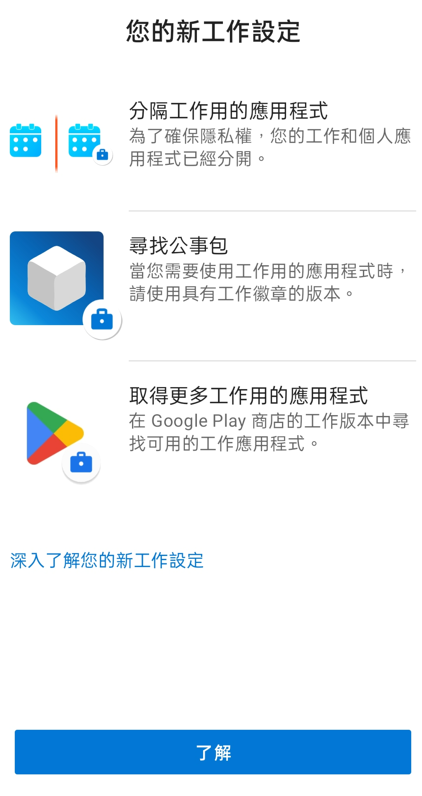 您的新工作設定
分隔工作用的應用程式
為了確保隱私權，您的工作和個人應
用程式已經分開。
尋找公事包
當您需要使用工作用的應用程式時，
請使用具有工作徽章的版本。
取得更多工作用的應用程式
在 Google Play 商店的工作版本中尋
找可用的工作應用程式。
深入了解您的新工作設定
了解